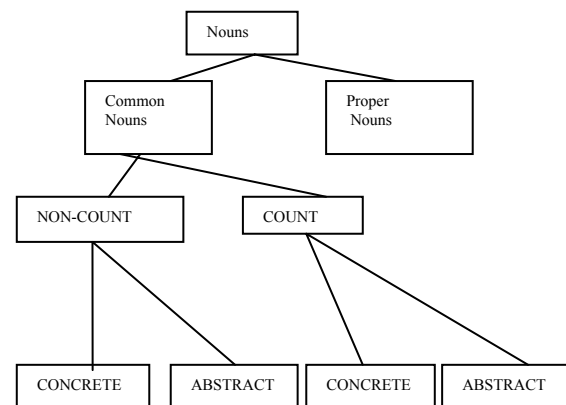 Nouns
Common
Nouns
Proper
Nouns
NON-COUNT
COUNT
CONCRETE
ABSTRACT
CONCRETE
ABSTRACT